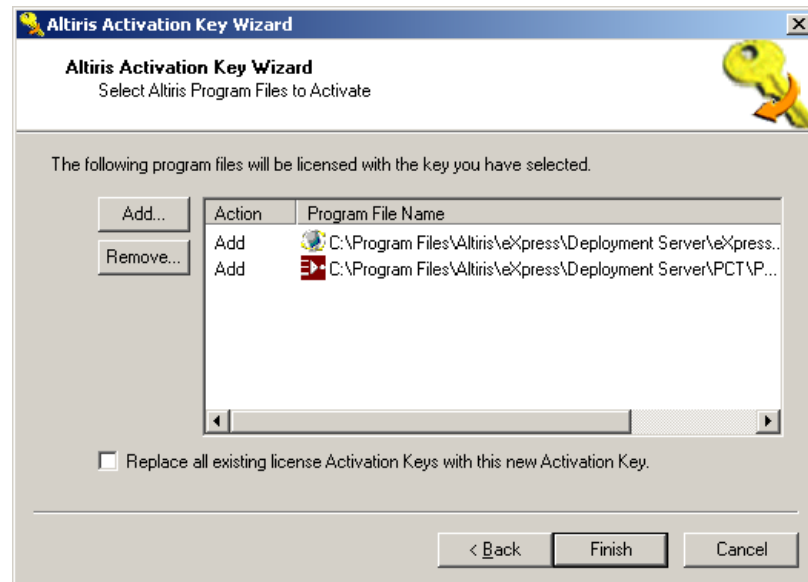 Altiris Activation Key Wizard
Altiris Activation Key Wizard
Select Altiris Program Files to Activate
The following program files will be licensed with the key you have selected.
Add...
Remove...
Action Program File Name
Add C:\Program Files\Altiris\eXpress\Deployment Server\eXpress..
Add C:\Program Files\Altiris\eXpress\Deployment Server\PCT\P...
Replace all existing license Activation Keys with this new Activation Key.
< Back Finish Cancel